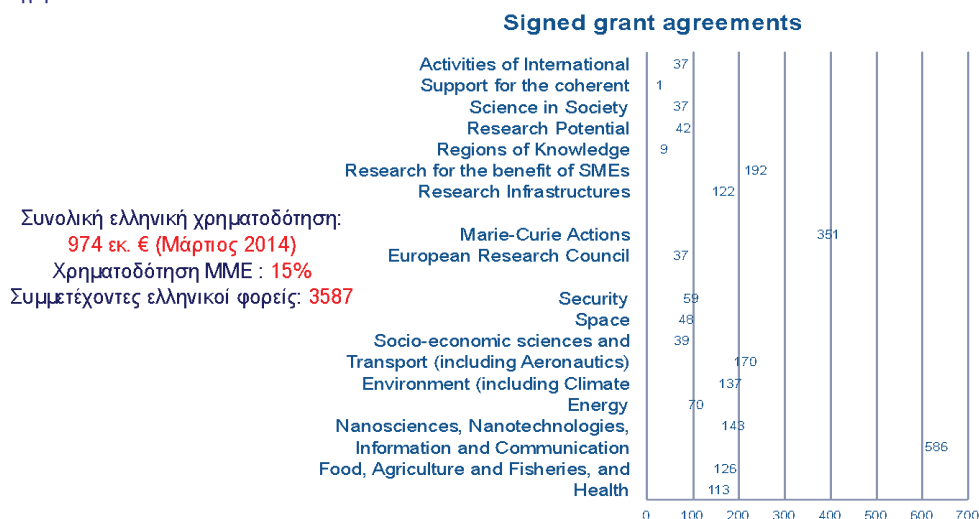 Signed grant agreements
Activities of International 37
Support for the coherent 1
Science in Society 37
Research Potential 42
Regions of Knowledge 9
Research for the benefit of SMEs 192
Research Infrastructures 122
Marie-Curie Actions 351
European Research Council 37
Security 59
Space 48
Socio-economic sciences and 39
Transport (including Aeronautics) 170
Environment (including Climate 137
Energy 70
Nanosciences, Nanotechnologies, 143
Information and Communication 586
Food, Agriculture and Fisheries, and 126
Health 113
0 100 200 300 400 500 600 700
Συνολική ελληνική χρηματοδότηση:
974 εκ. € (Μάρτιος 2014)
Χρηματοδότηση ΜΜΕ : 15%
Συμμετέχοντες ελληνικοί φορείς: 3587